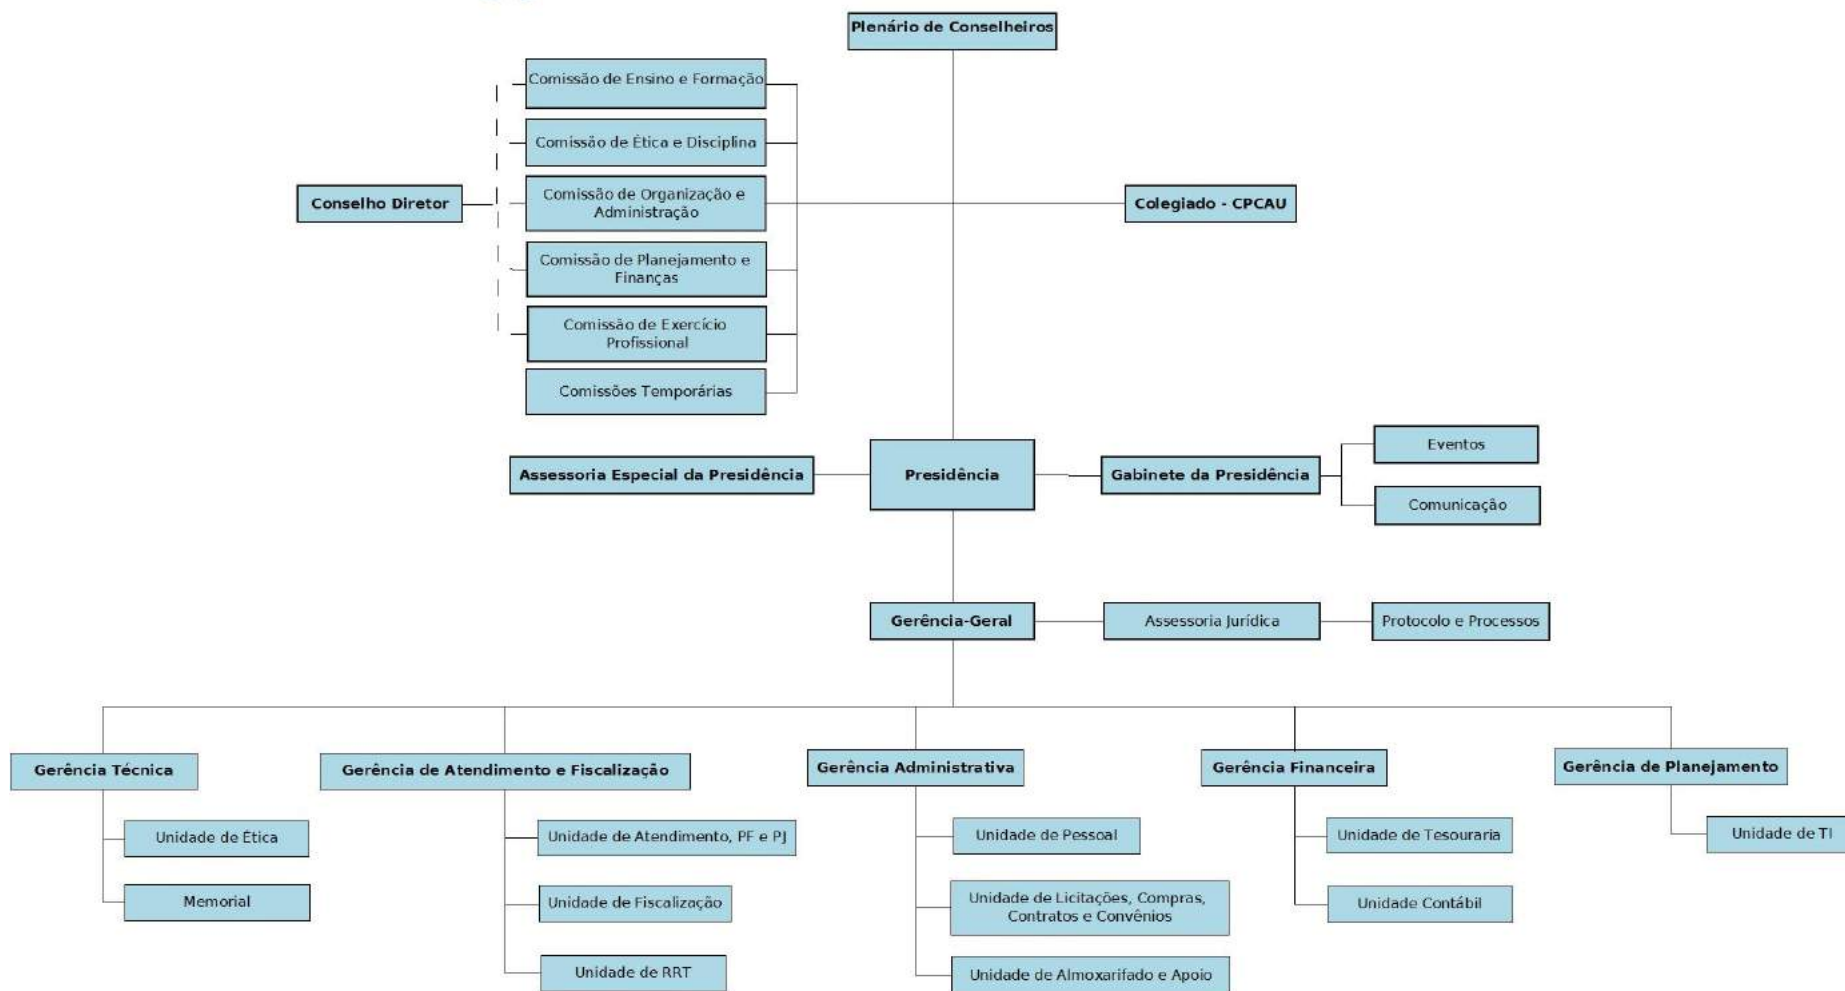 Plenário de Conselheiros
Comissão de Ensino e Formação
Comissão de Ética e Disciplina
Conselho Diretor
Comissão de Organização e
Administração
Colegiado - CPCAU
Comissão de Planejamento e
Finanças
Comissão de Exercício
Profissional
Comissões Temporárias
Assessoria Especial da Presidência
Presidência
Gabinete da Presidência
Eventos
Comunicação
Gerência-Geral
Assessoria Jurídica
Protocolo e Processos
Gerência Técnica
Gerência de Atendimento e Fiscalização
Gerência Administrativa
Gerência Financeira
Gerência de Planejamento
Unidade de Ética
Unidade de Atendimento, PF e PJ
Unidade de Pessoal
Unidade de Tesouraria
Unidade de TI
Memorial
Unidade de Fiscalização
Unidade de Licitações, Compras,
Contratos e Convênios
Unidade Contábil
Unidade de RRT
Unidade de Almoxarifado e Apoio